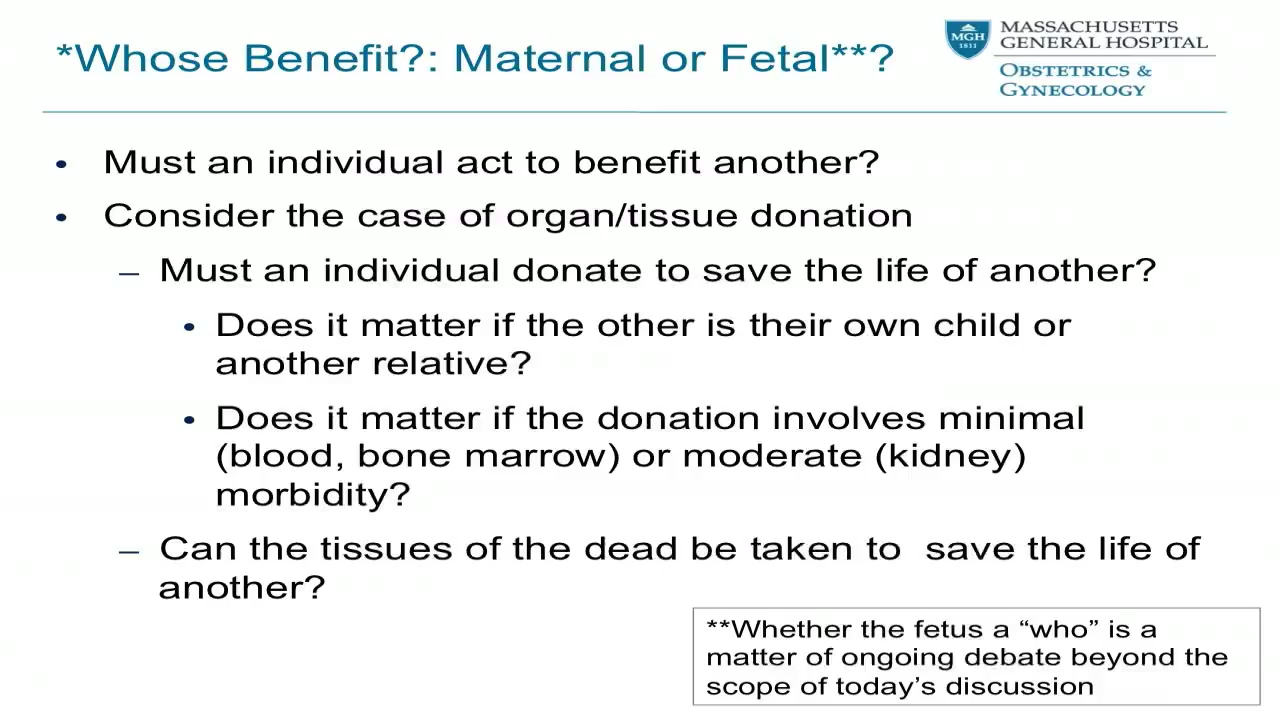 *Whose Benefit?: Maternal or Fetal**?
MGH
1811
MASSACHUSETTS
GENERAL HOSPITAL
OBSTETRICS &
GYNECOLOGY
• Must an individual act to benefit another?
• Consider the case of organ/tissue donation
– Must an individual donate to save the life of another?
• Does it matter if the other is their own child or
another relative?
• Does it matter if the donation involves minimal
(blood, bone marrow) or moderate (kidney)
morbidity?
– Can the tissues of the dead be taken to save the life of
another?
**Whether the fetus a “who” is a
matter of ongoing debate beyond the
scope of today’s discussion